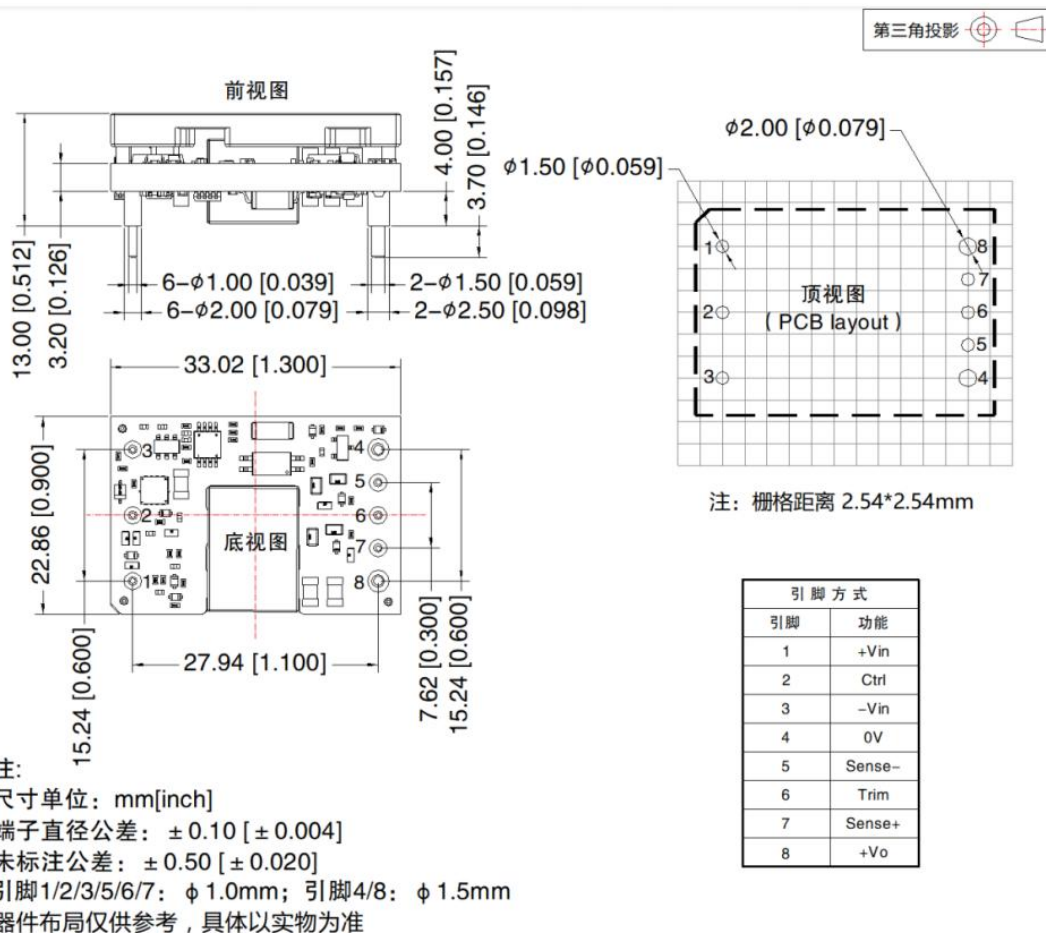 第三角投影
前视图
13.00 [0.512]
3.20 [0.126]
4.00 [0.157]
3.70 [0.146]
6-φ1.00 [0.039]
2-φ1.50 [0.059]
6-φ2.00 [0.079]
2-φ2.50 [0.098]
φ2.00 [φ0.079]
φ1.50 [φ0.059]
1
8
7
顶视图
2
6
( PCB layout )
5
3
4
注：栅格距离 2.54*2.54mm
33.02 [1.300]
22.86 [0.900]
15.24 [0.600]
3
4
5
2
6
底视图
7
1
8
27.94 [1.100]
7.62 [0.300]
15.24 [0.600]
引脚方式
引脚 功能
1 +Vin
2 Ctrl
3 -Vin
4 0V
5 Sense-
6 Trim
7 Sense+
8 +Vo
注:
尺寸单位：mm[inch]
端子直径公差：±0.10 [±0.004]
未标注公差：±0.50 [±0.020]
引脚1/2/3/5/6/7：φ1.0mm；引脚4/8：φ1.5mm
器件布局仅供参考，具体以实物为准